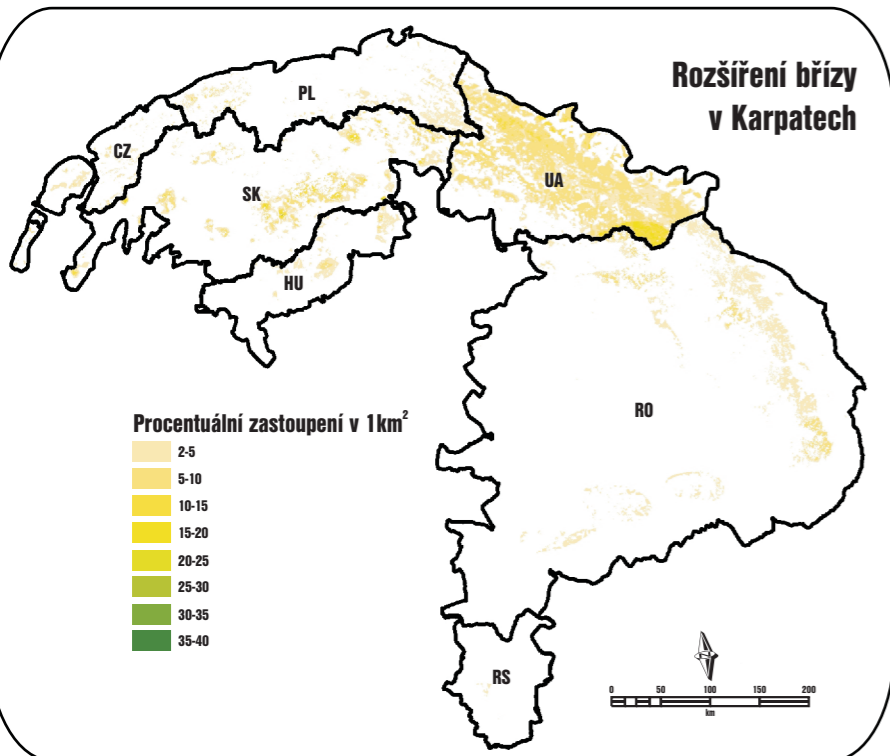 Rozšíření břízy
v Karpatech
PL
CZ
SK
UA
HU
RO
RS
Procentuální zastoupení v 1km²
2-5
5-10
10-15
15-20
20-25
25-30
30-35
35-40
0 50 100 150 200
km